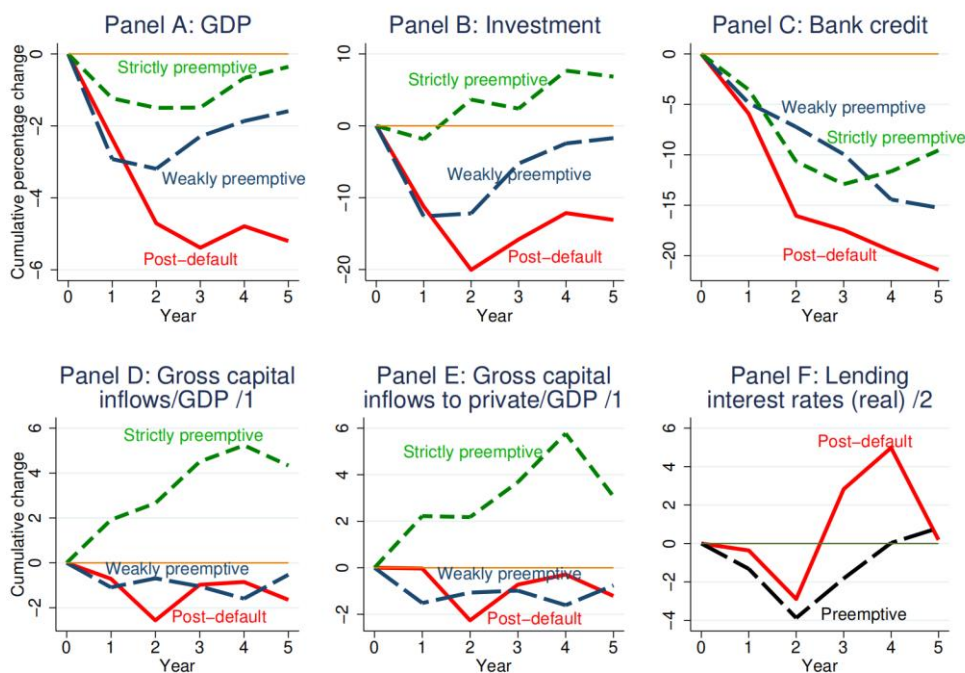 Panel A: GDP
Cumulative percentage change
0
−2
−4
−6
Strictly preemptive
Weakly preemptive
Post−default
0 1 2 3 4 5
Year
Panel B: Investment
10
0
−10
−20
Strictly preemptive
Weakly preemptive
Post−default
0 1 2 3 4 5
Year
Panel C: Bank credit
0
−5
−10
−15
−20
Weakly preemptive
Strictly preemptive
Post−default
0 1 2 3 4 5
Year
Panel D: Gross capital
inflows/GDP /1
Cumulative change
6
4
2
0
−2
Strictly preemptive
Weakly preemptive
Post−default
0 1 2 3 4 5
Year
Panel E: Gross capital
inflows to private/GDP /1
6
4
2
0
−2
Strictly preemptive
Weakly preemptive
Post−default
0 1 2 3 4 5
Year
Panel F: Lending
interest rates (real) /2
6
4
2
0
−2
−4
Post−default
Preemptive
0 1 2 3 4 5
Year